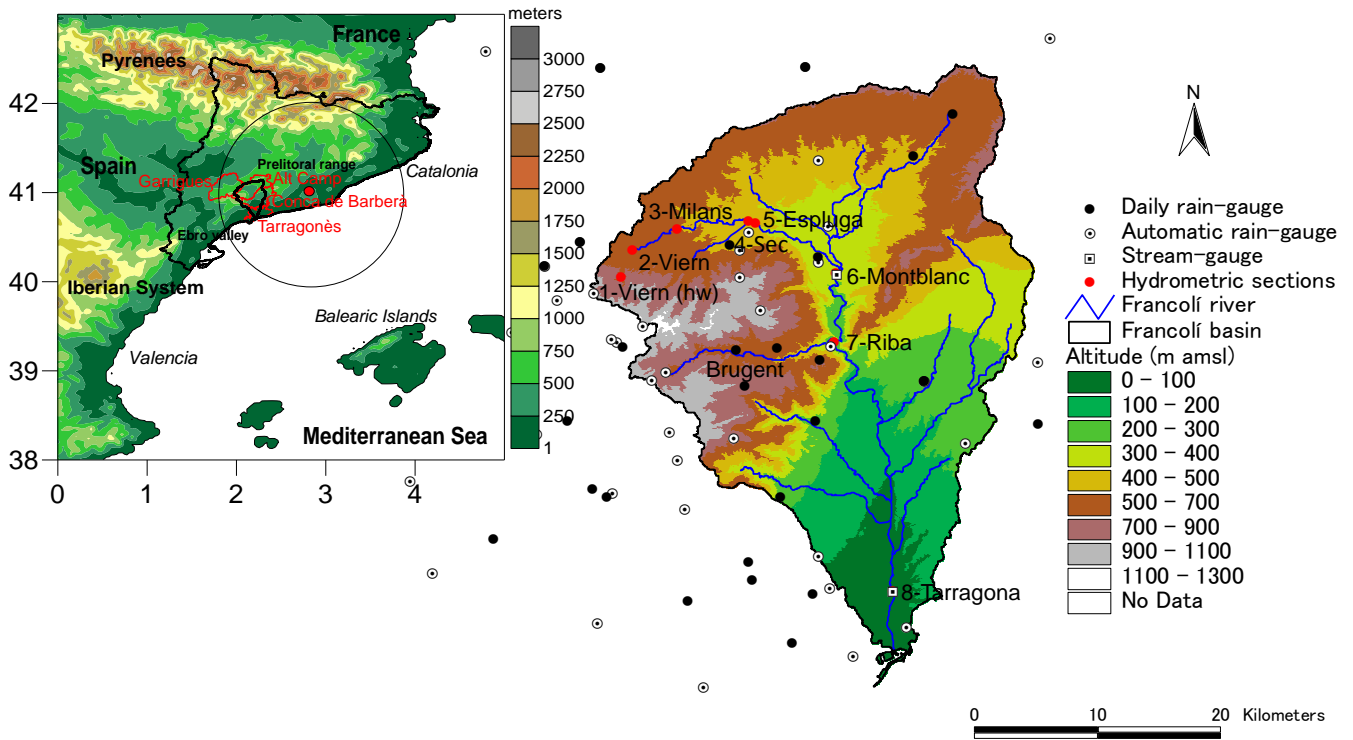 meters
France
Pyrenees
Spain
Prelitoral range
Catalonia
Garrigues
Alt Camp
Conca de Barberà
Tarragonès
Ebro valley
Iberian System
Balearic Islands
Valencia
Mediterranean Sea
42
41
40
39
38
0 1 2 3 4
3000
2750
2500
2250
2000
1750
1500
1250
1000
750
500
250
1
3-Milans
5-Espluga
4-Sec
2-Viern
6-Montblanc
1-Viern (hw)
7-Riba
Brugent
8-Tarragona
N
Daily rain-gauge
Automatic rain-gauge
Stream-gauge
Hydrometric sections
Francolí river
Francolí basin
Altitude (m amsl)
0 - 100
100 - 200
200 - 300
300 - 400
400 - 500
500 - 700
700 - 900
900 - 1100
1100 - 1300
No Data
0 10 20 Kilometers